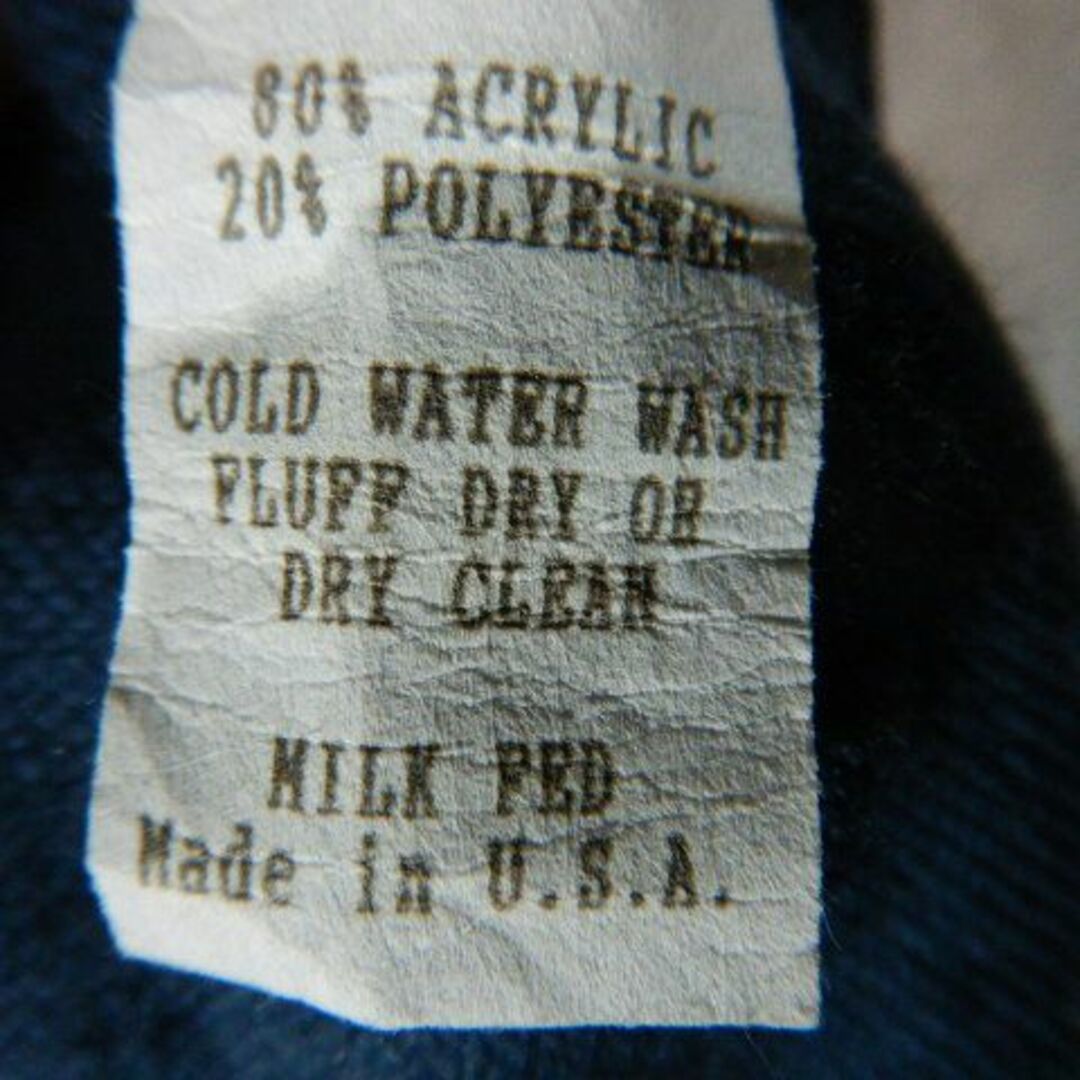 80% ACRYLIC
20% POLYESTER
COLD WATER WASH
FLUFF DRY OR
DRY CLEAN
MILK FED
Made in U.S.A.